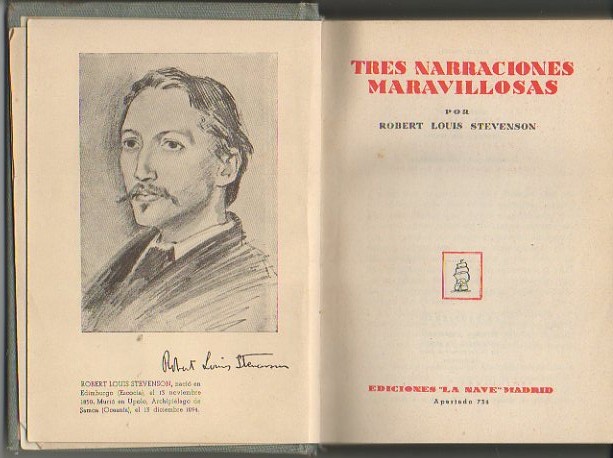 Robert Louis Stevenson
ROBERT LOUIS STEVENSON, nació en
Edimburgo (Escocia), el 13 noviembre
1850. Murió en Upolu, Archipiélago de
Samoa (Oceanía), el 13 diciembre 1894.
TRES NARRACIONES
MARAVILLOSAS
POR
ROBERT LOUIS STEVENSON
EDICIONES "LA NAVE" MADRID
Apartado 724